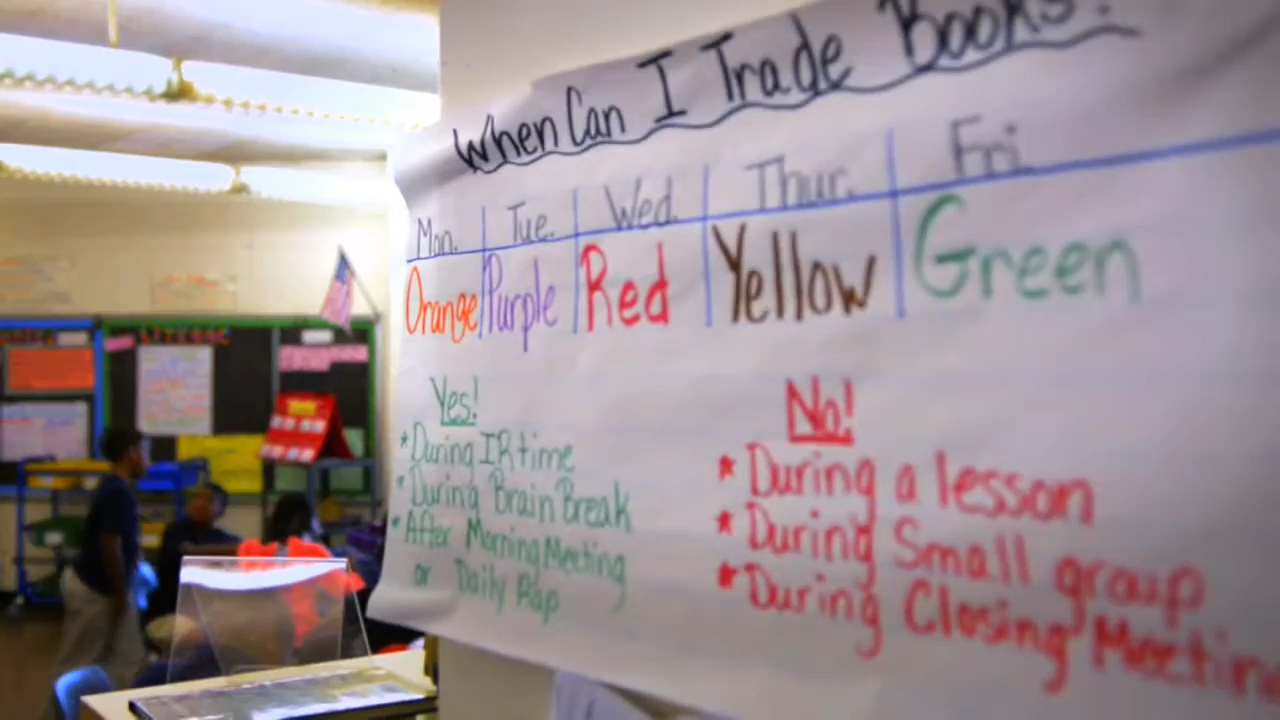 When Can I Trade Books?
Mon. Tue. Wed. Thur. Fri.
Orange Purple Red Yellow Green
Yes!
* During IR time
* During Brain Break
* After Morning Meeting
or Daily Rap
No!
* During a lesson
* During Small group
* During Closing Meeting